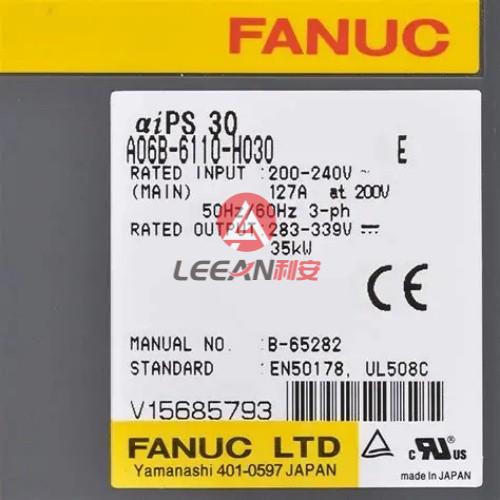 FANUC
αiPS 30
A06B-6110-H030 E
RATED INPUT : 200-240V ~
(MAIN) 127A at 200V
50Hz/60Hz 3-ph
RATED OUTPUT : 283-339V ⎓
35kW
LEEAN利安
CE
MANUAL NO. : B-65282
STANDARD : EN50178, UL508C
V15685793
FANUC LTD
Yamanashi 401-0597 JAPAN
c RU US
made in JAPAN